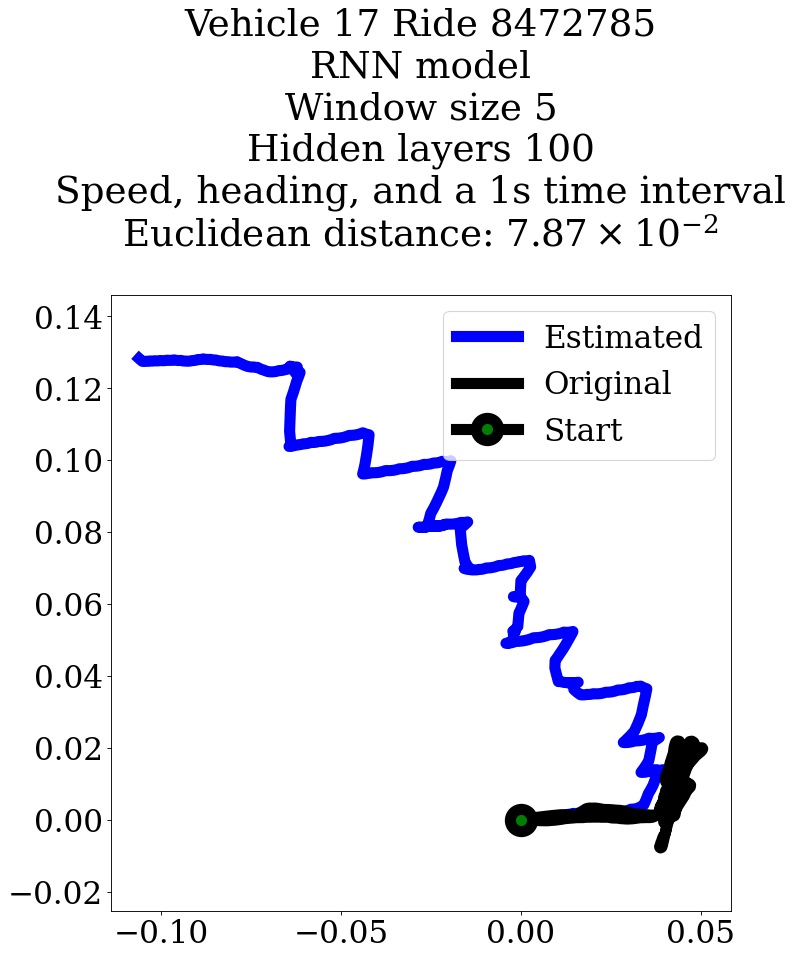 Vehicle 17 Ride 8472785
RNN model
Window size 5
Hidden layers 100
Speed, heading, and a 1s time interval
Euclidean distance: 7.87 × 10⁻²
Estimated
Original
Start
0.14
0.12
0.10
0.08
0.06
0.04
0.02
0.00
−0.02
−0.10
−0.05
0.00
0.05